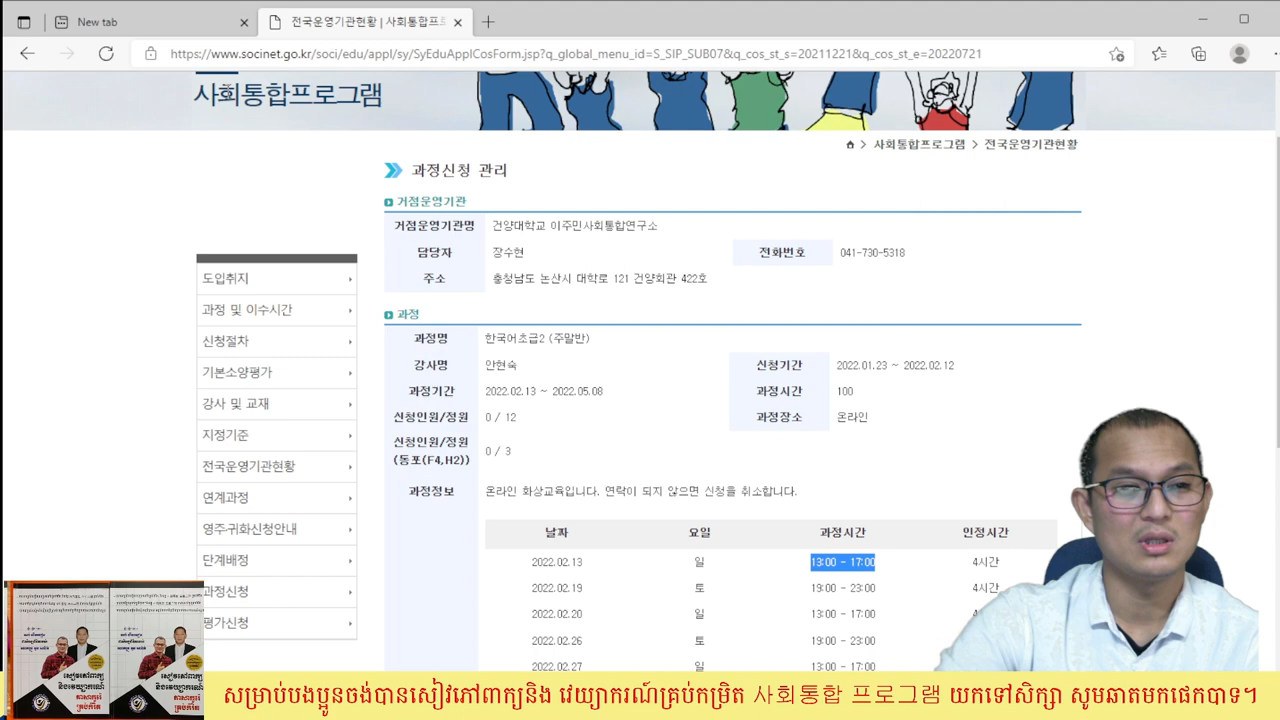 New tab
전국운영기관현황 | 사회통합프로
https://www.socinet.go.kr/soci/edu/appl/sy/SyEduApplCosForm.jsp?q_global_menu_id=S_SIP_SUB07&q_cos_st_s=20211221&q_cos_st_e=20220721
사회통합프로그램
사회통합프로그램 > 전국운영기관현황
과정신청 관리
거점운영기관
거점운영기관명 건양대학교 이주민사회통합연구소
담당자 장수현 전화번호 041-730-5318
주소 충청남도 논산시 대학로 121 건양회관 422호
도입취지
과정 및 이수시간
신청절차
기본소양평가
강사 및 교재
지정기준
전국운영기관현황
연계과정
영주·귀화신청안내
단계배정
과정신청
평가신청
과정
과정명 한국어초급2 (주말반)
강사명 안현숙 신청기간 2022.01.23 ~ 2022.02.12
과정기간 2022.02.13 ~ 2022.05.08 과정시간 100
신청인원/정원 0 / 12 과정장소 온라인
신청인원/정원
(동포(F4,H2)) 0 / 3
과정정보 온라인 화상교육입니다. 연락이 되지 않으면 신청을 취소합니다.
날짜 요일 과정시간 인정시간
2022.02.13 일 13:00 - 17:00 4시간
2022.02.19 토 19:00 - 23:00 4시간
2022.02.20 일 13:00 - 17:00 4
2022.02.26 토 19:00 - 23:00
2022.02.27 일 13:00 - 17:00
សម្រាប់បងប្អូនចង់បានសៀវភៅពាក្យនិង វេយ្យាករណ៍គ្រប់កម្រិត 사회통합 프로그램 យកទៅសិក្សា សូមឆាតមកផេកបាទ។